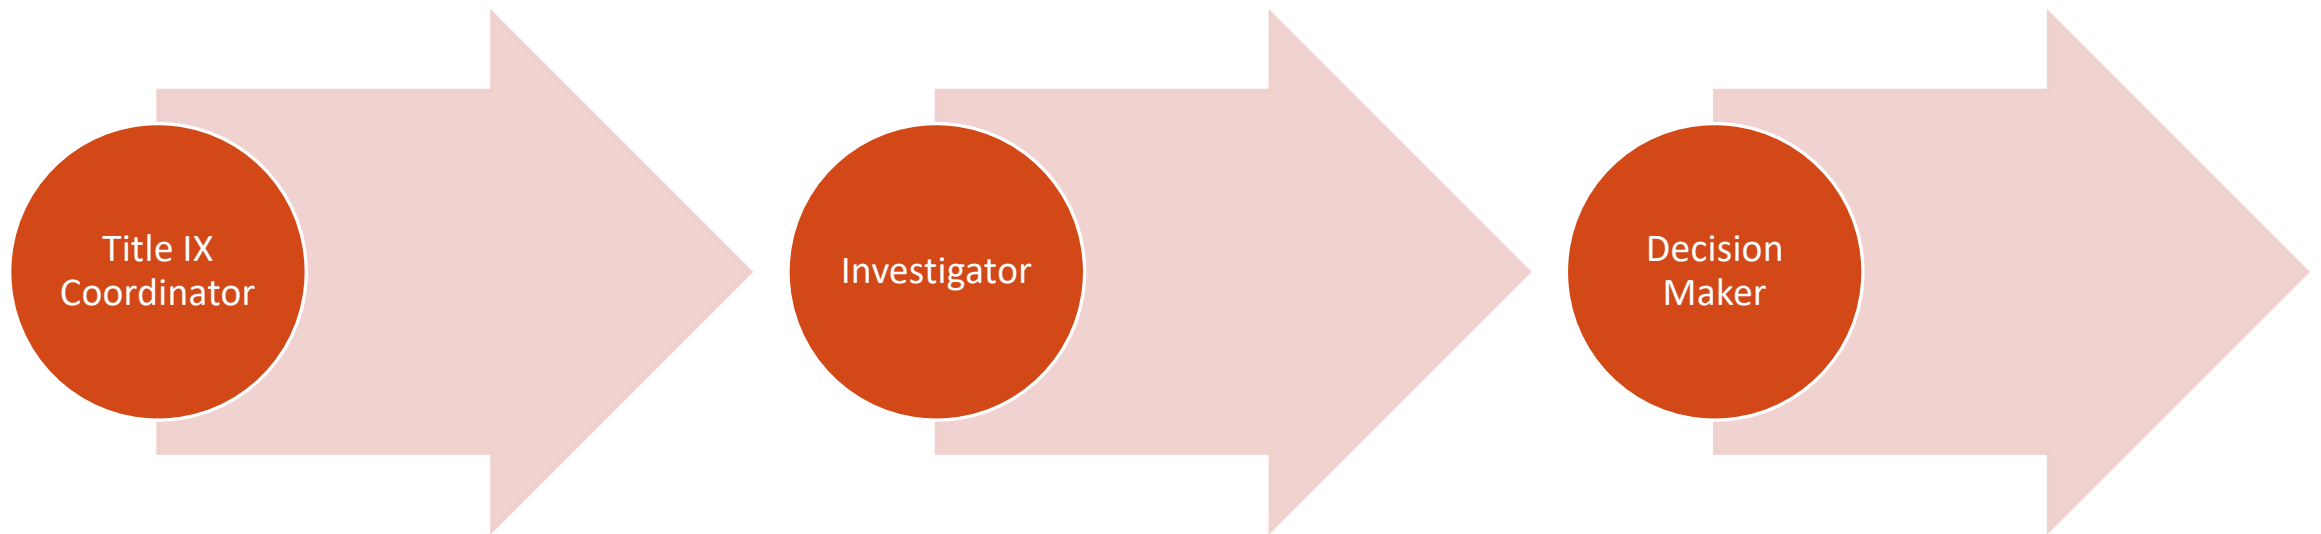 Title IX
Coordinator
Investigator
Decision
Maker